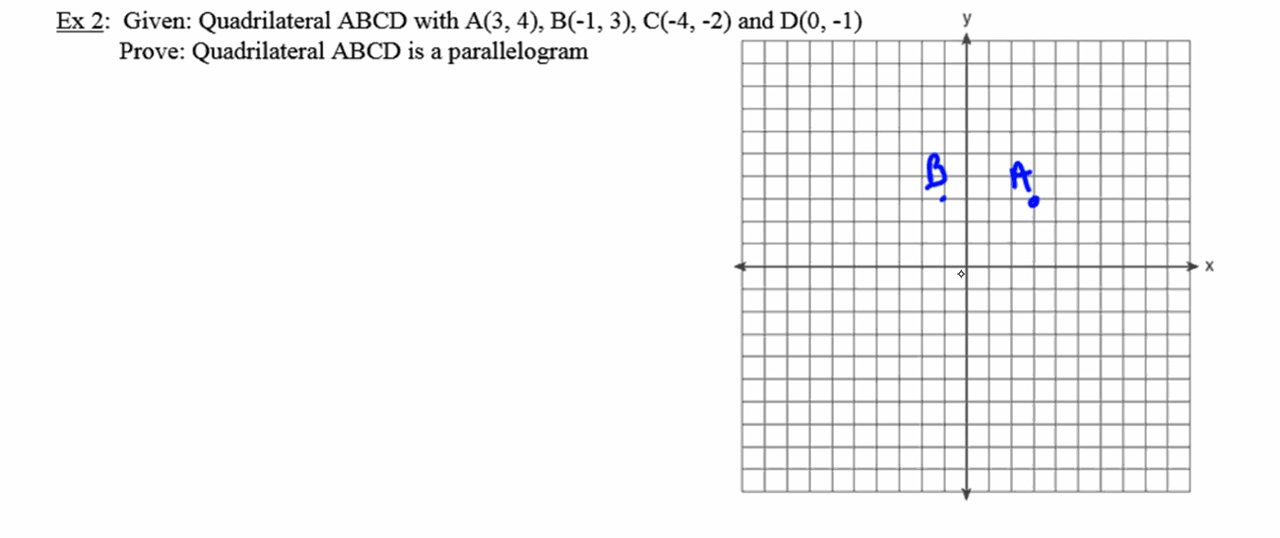 Ex 2:  Given: Quadrilateral ABCD with A(3, 4), B(-1, 3), C(-4, -2) and D(0, -1)
Prove: Quadrilateral ABCD is a parallelogram
y
B
A
x